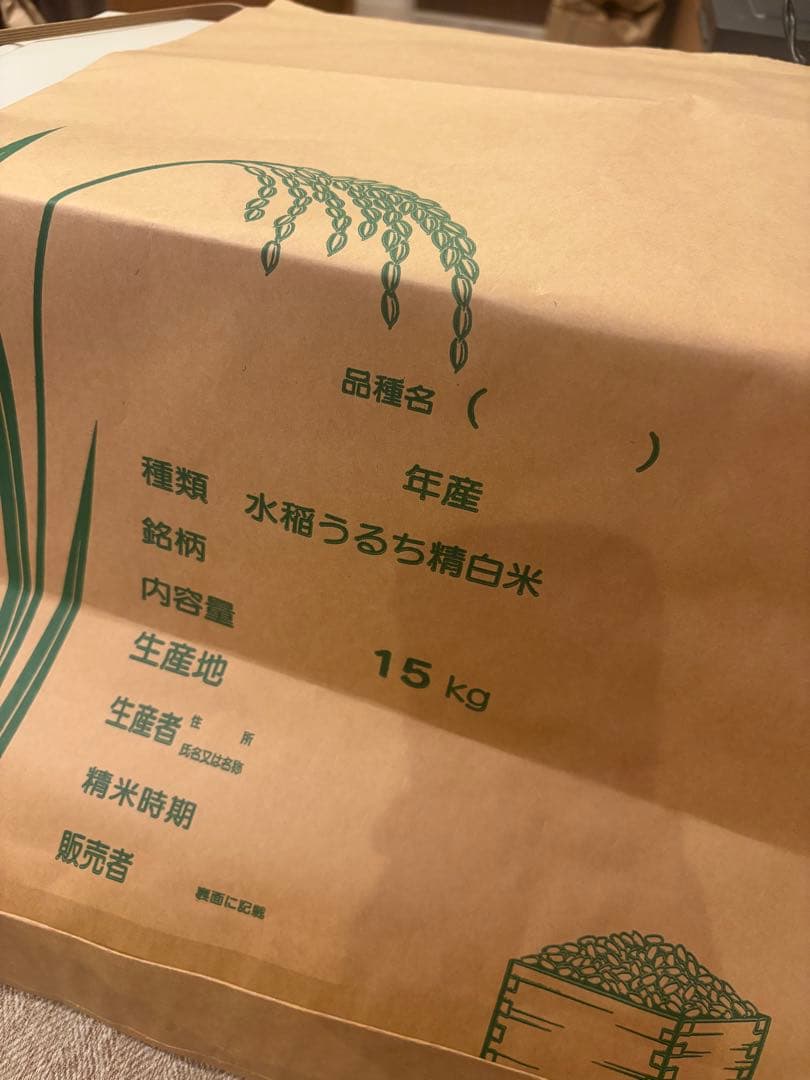 品種名 (　　　)
年産
種類 水稲うるち精白米
銘柄
内容量 15 kg
生産地
生産者 住所
氏名又は名称
精米時期
販売者 裏面に記載